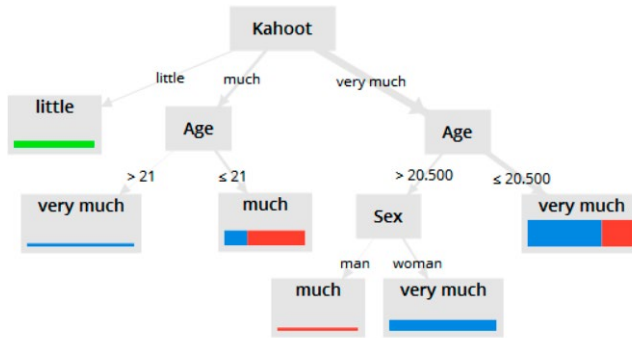 Kahoot
little
much
very much
little
Age
Age
> 21
≤ 21
> 20.500
≤ 20.500
very much
much
Sex
very much
man
woman
much
very much